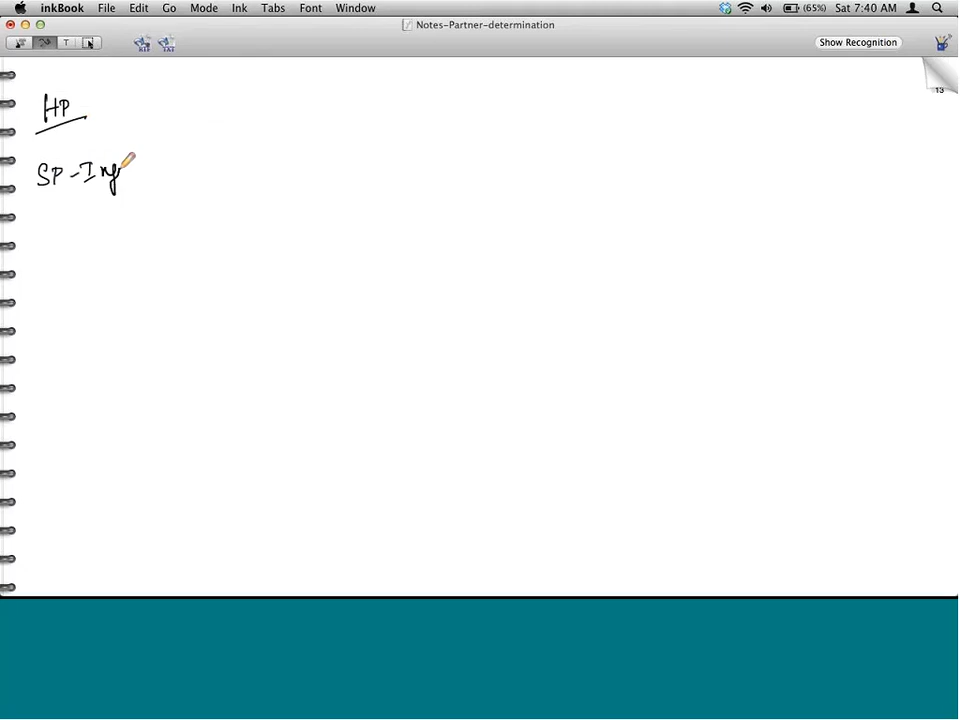 inkBook File Edit Go Mode Ink Tabs Font Window (65%) Sat 7:40 AM
Notes-Partner-determination
T Show Recognition
13
HP
SP -